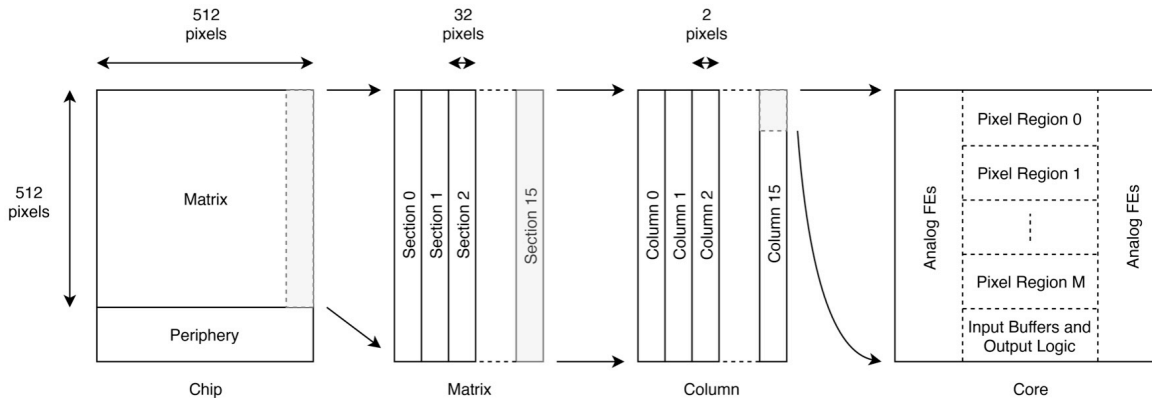 512
pixels
32
pixels
2
pixels
512
pixels
Matrix
Periphery
Section 0
Section 1
Section 2
Section 15
Column 0
Column 1
Column 2
Column 15
Analog FEs
Pixel Region 0
Pixel Region 1
Pixel Region M
Input Buffers and
Output Logic
Analog FEs
Chip
Matrix
Column
Core